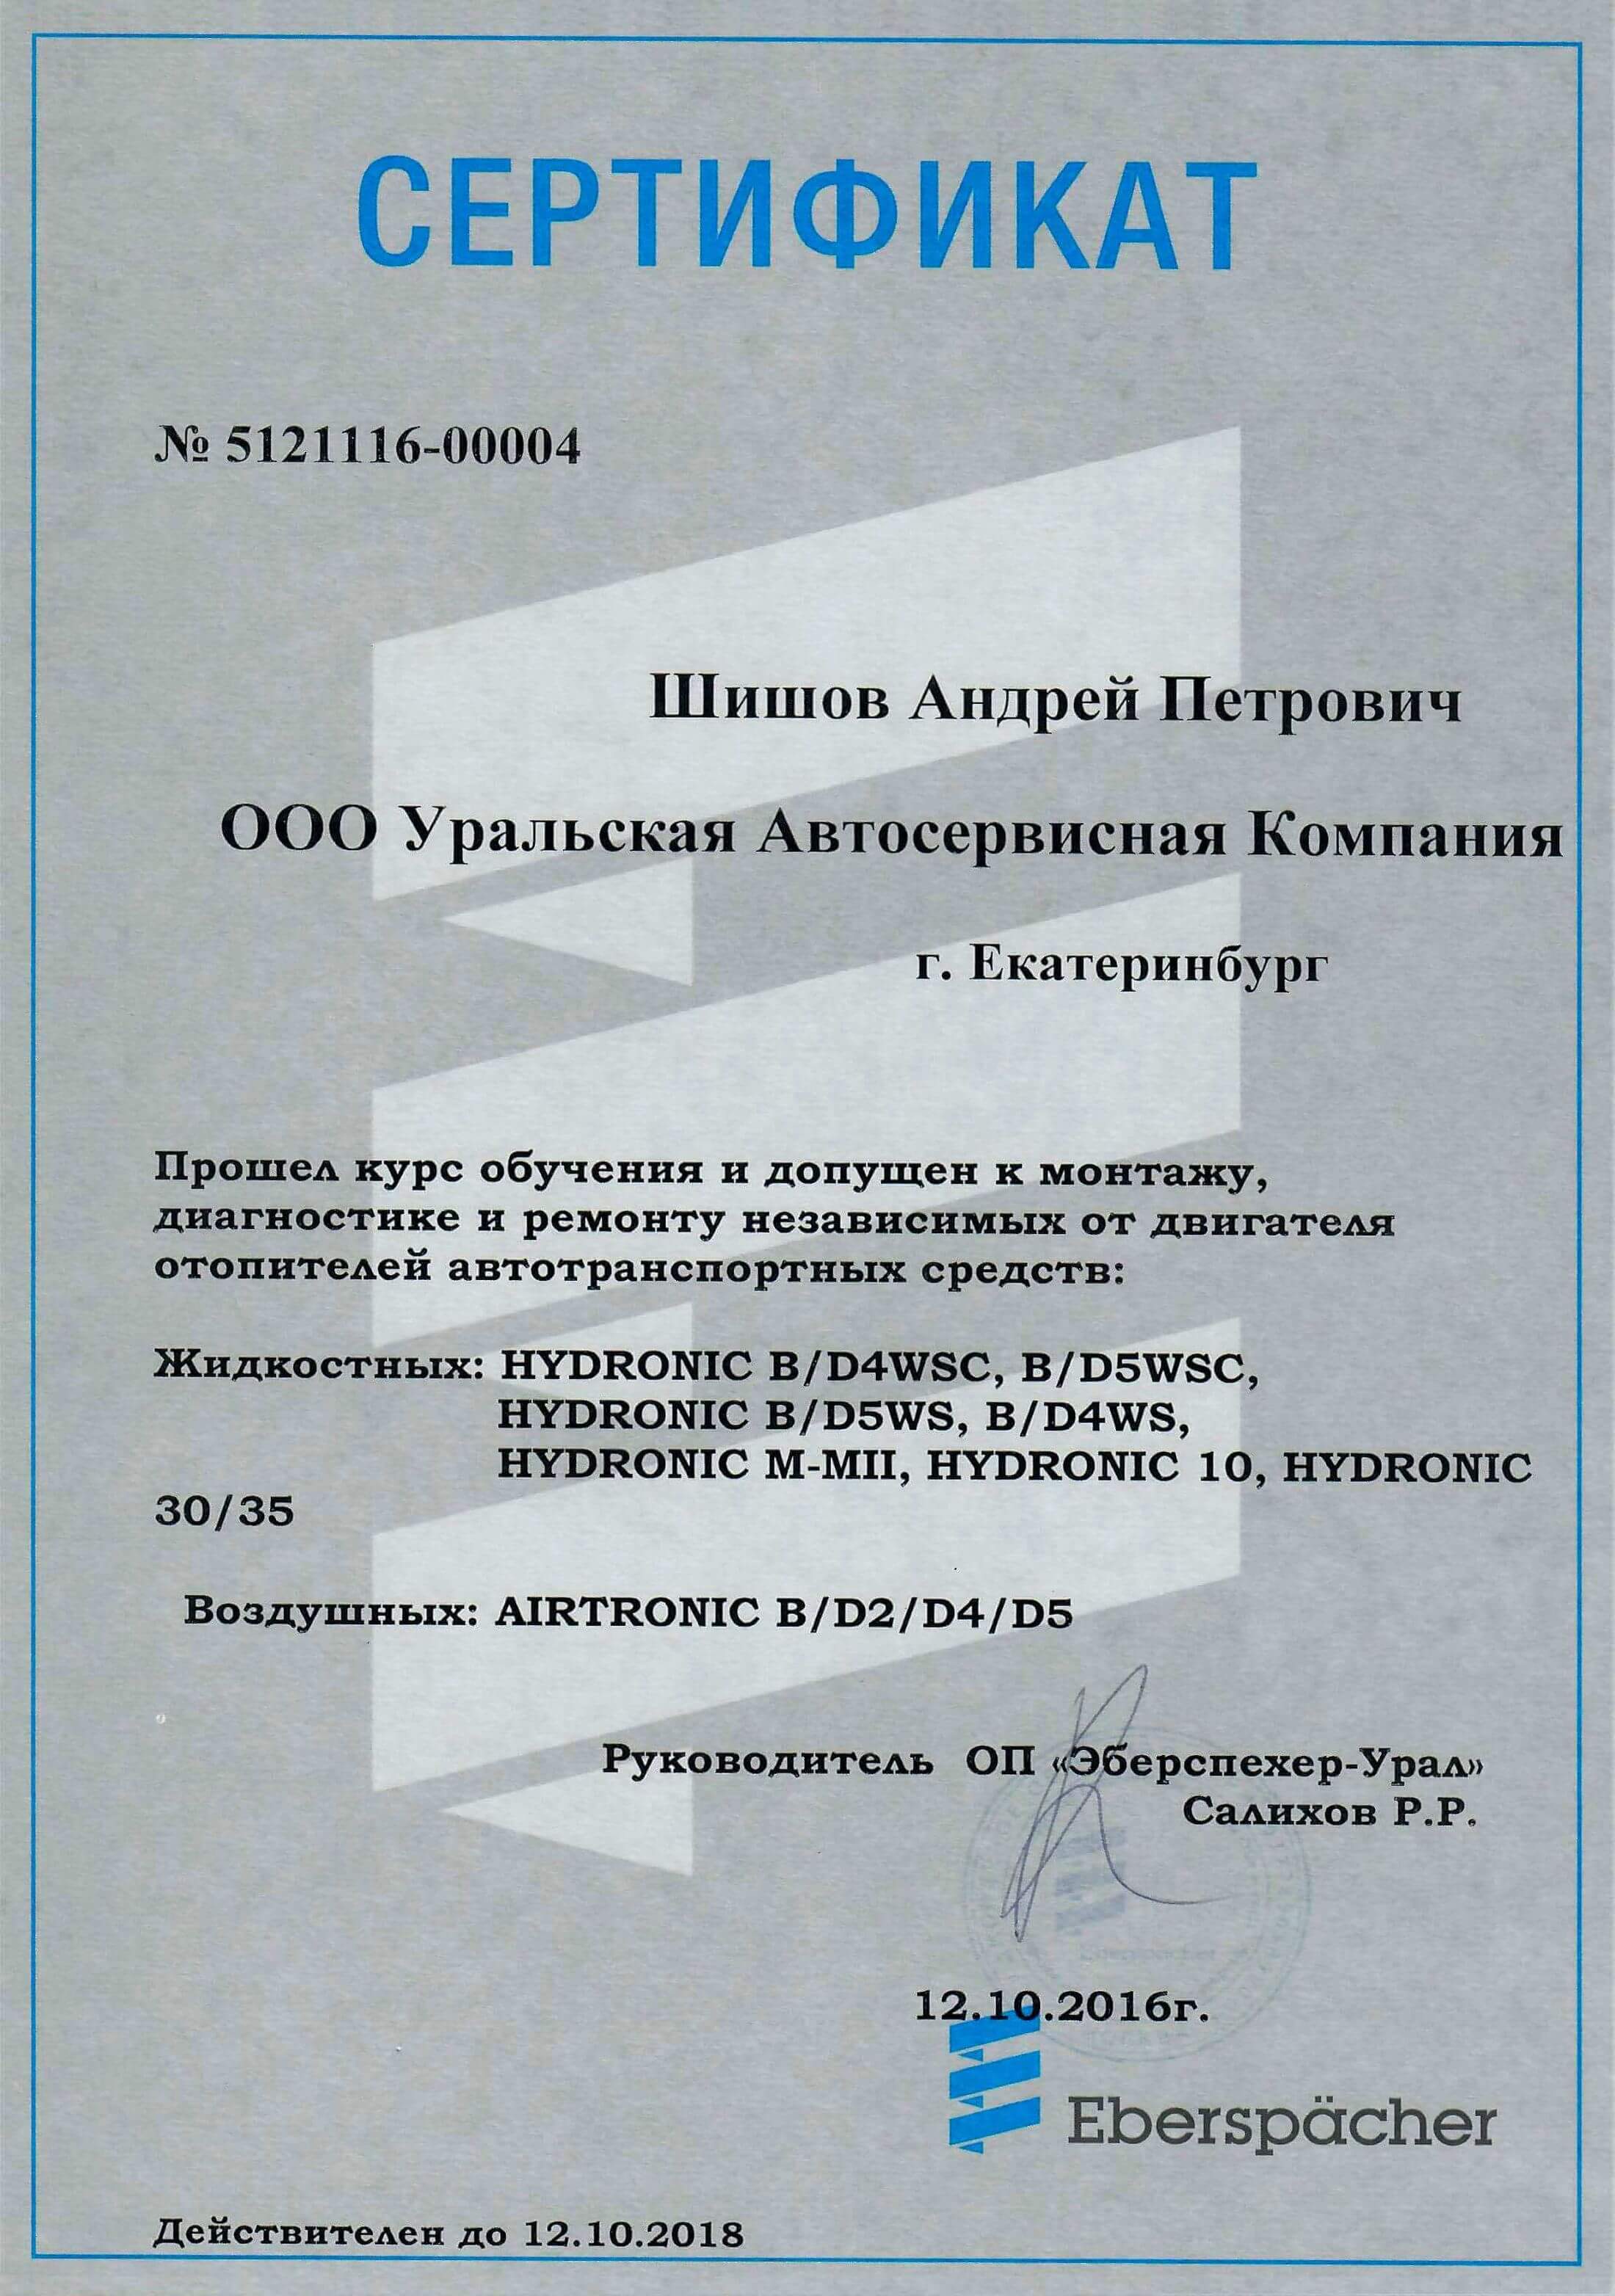 СЕРТИФИКАТ
№ 5121116-00004
Шишов Андрей Петрович
ООО Уральская Автосервисная Компания
г. Екатеринбург
Прошел курс обучения и допущен к монтажу,
диагностике и ремонту независимых от двигателя
отопителей автотранспортных средств:
Жидкостных: HYDRONIC B/D4WSC, B/D5WSC,
HYDRONIC B/D5WS, B/D4WS,
HYDRONIC M-MII, HYDRONIC 10, HYDRONIC
30/35
Воздушных: AIRTRONIC B/D2/D4/D5
Руководитель ОП «Эберспехер-Урал»
Салихов Р.Р.
Eberspächer
12.10.2016г.
Eberspächer
Действителен до 12.10.2018